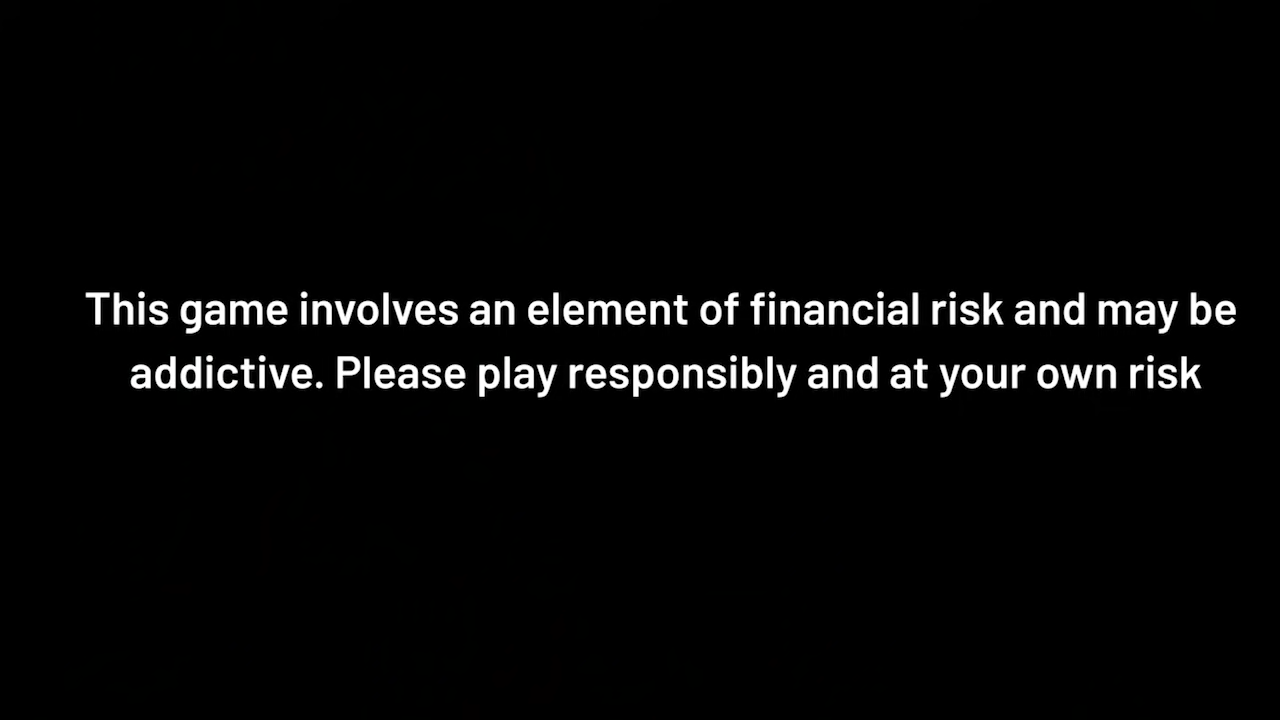 This game involves an element of financial risk and may be
addictive. Please play responsibly and at your own risk